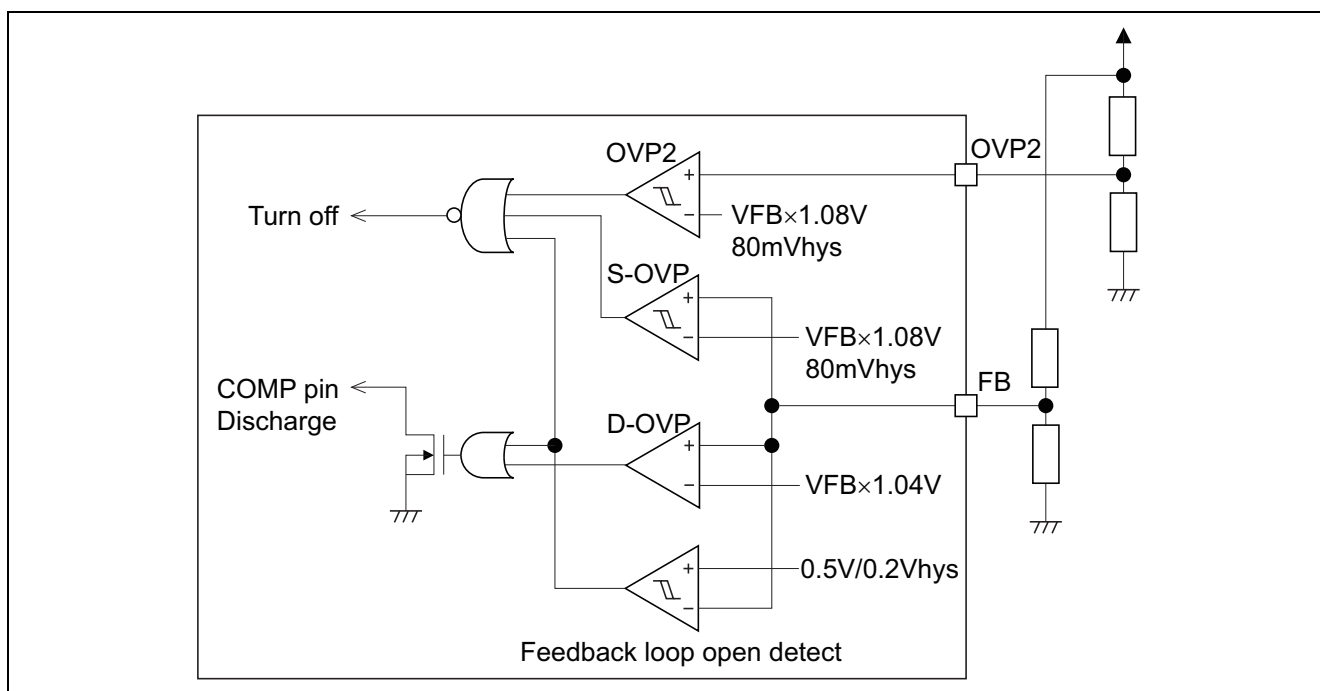 OVP2
OVP2
+
−
VFB×1.08V
80mVhys
Turn off
S-OVP
+
−
VFB×1.08V
80mVhys
FB
COMP pin
Discharge
D-OVP
+
−
VFB×1.04V
+
−
0.5V/0.2Vhys
Feedback loop open detect